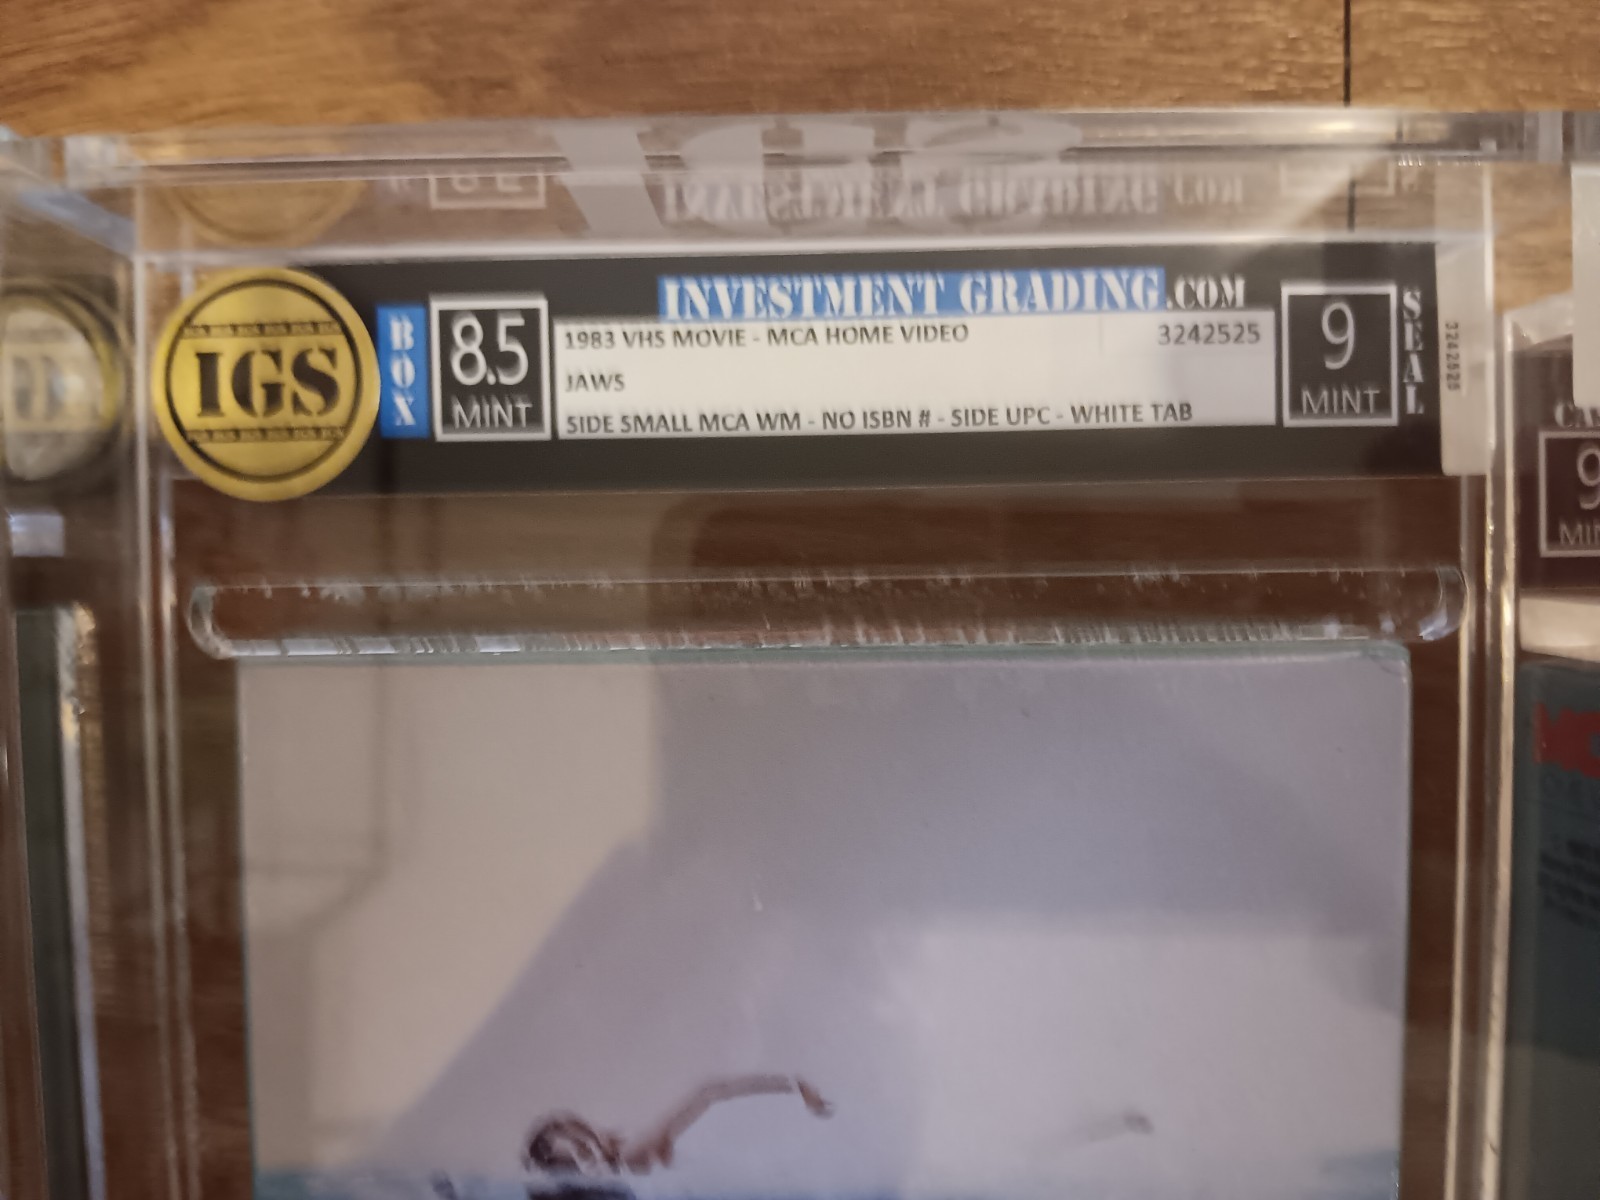 INVESTMENT GRADING.COM
IGS
BOX
8.5
MINT
1983 VHS MOVIE - MCA HOME VIDEO 3242525
JAWS
SIDE SMALL MCA WM - NO ISBN # - SIDE UPC - WHITE TAB
9
MINT
SEAL
3242525
9